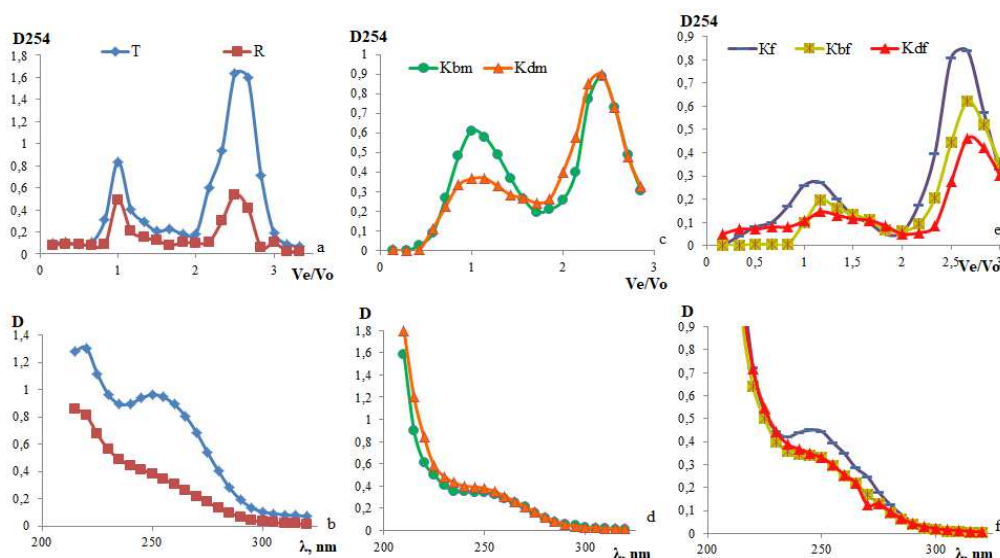 D254
T R
1,8
1,6
1,4
1,2
1
0,8
0,6
0,4
0,2
0
0 1 2 3
Ve/Vo
a
D254
Kbm Kdm
1
0,9
0,8
0,7
0,6
0,5
0,4
0,3
0,2
0,1
0
0 1 2 3
Ve/Vo
c
D254
Kf Kbf Kdf
0,9
0,8
0,7
0,6
0,5
0,4
0,3
0,2
0,1
0
0 0,5 1 1,5 2 2,5 3
Ve/Vo
e
D
1,4
1,2
1
0,8
0,6
0,4
0,2
0
200 250 300
λ, nm
b
D
1,8
1,6
1,4
1,2
1
0,8
0,6
0,4
0,2
0
200 250 300
λ, nm
d
D
0,9
0,8
0,7
0,6
0,5
0,4
0,3
0,2
0,1
0
200 250 300
λ, nm
f